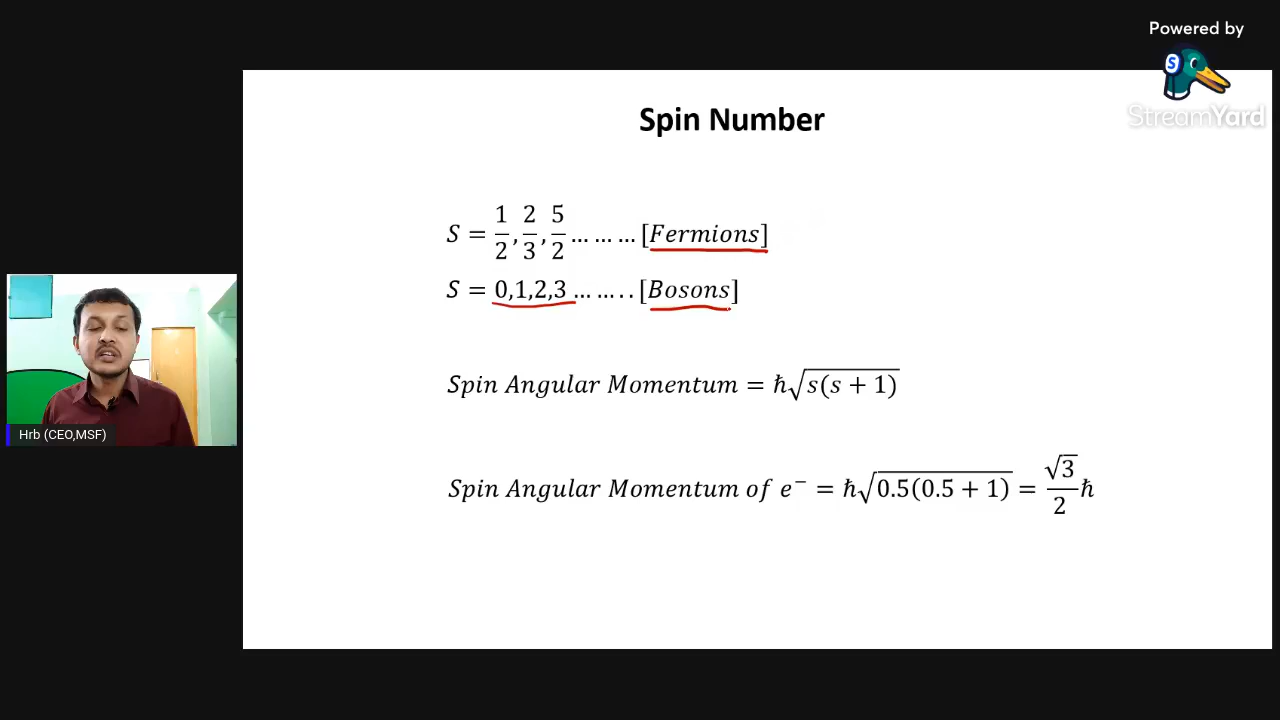 Powered by
StreamYard
Spin Number
S = 1/2, 2/3, 5/2 ... ... ... [Fermions]
S = 0,1,2,3 ... ... . . [Bosons]
Spin Angular Momentum = ℏ√s(s + 1)
Spin Angular Momentum of e⁻ = ℏ√0.5(0.5 + 1) = √3/2 ℏ
Hrb (CEO,MSF)